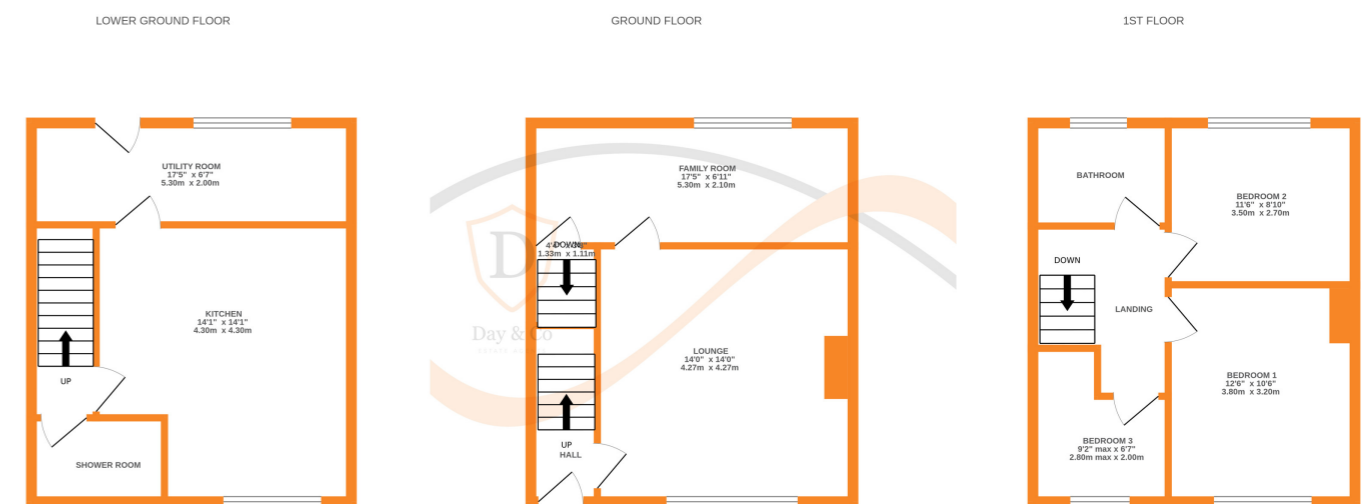 LOWER GROUND FLOOR
UTILITY ROOM
17'5" x 6'7"
5.30m x 2.00m
KITCHEN
14'1" x 14'1"
4.30m x 4.30m
UP
SHOWER ROOM
GROUND FLOOR
FAMILY ROOM
17'5" x 6'11"
5.30m x 2.10m
D
DOWN
1.33m x 1.11m
Day & Co
ESTATE
LOUNGE
14'0" x 14'0"
4.27m x 4.27m
UP
HALL
1ST FLOOR
BATHROOM
BEDROOM 2
11'6" x 8'10"
3.50m x 2.70m
DOWN
LANDING
BEDROOM 1
12'6" x 10'6"
3.80m x 3.20m
BEDROOM 3
9'2" max x 6'7"
2.80m max x 2.00m